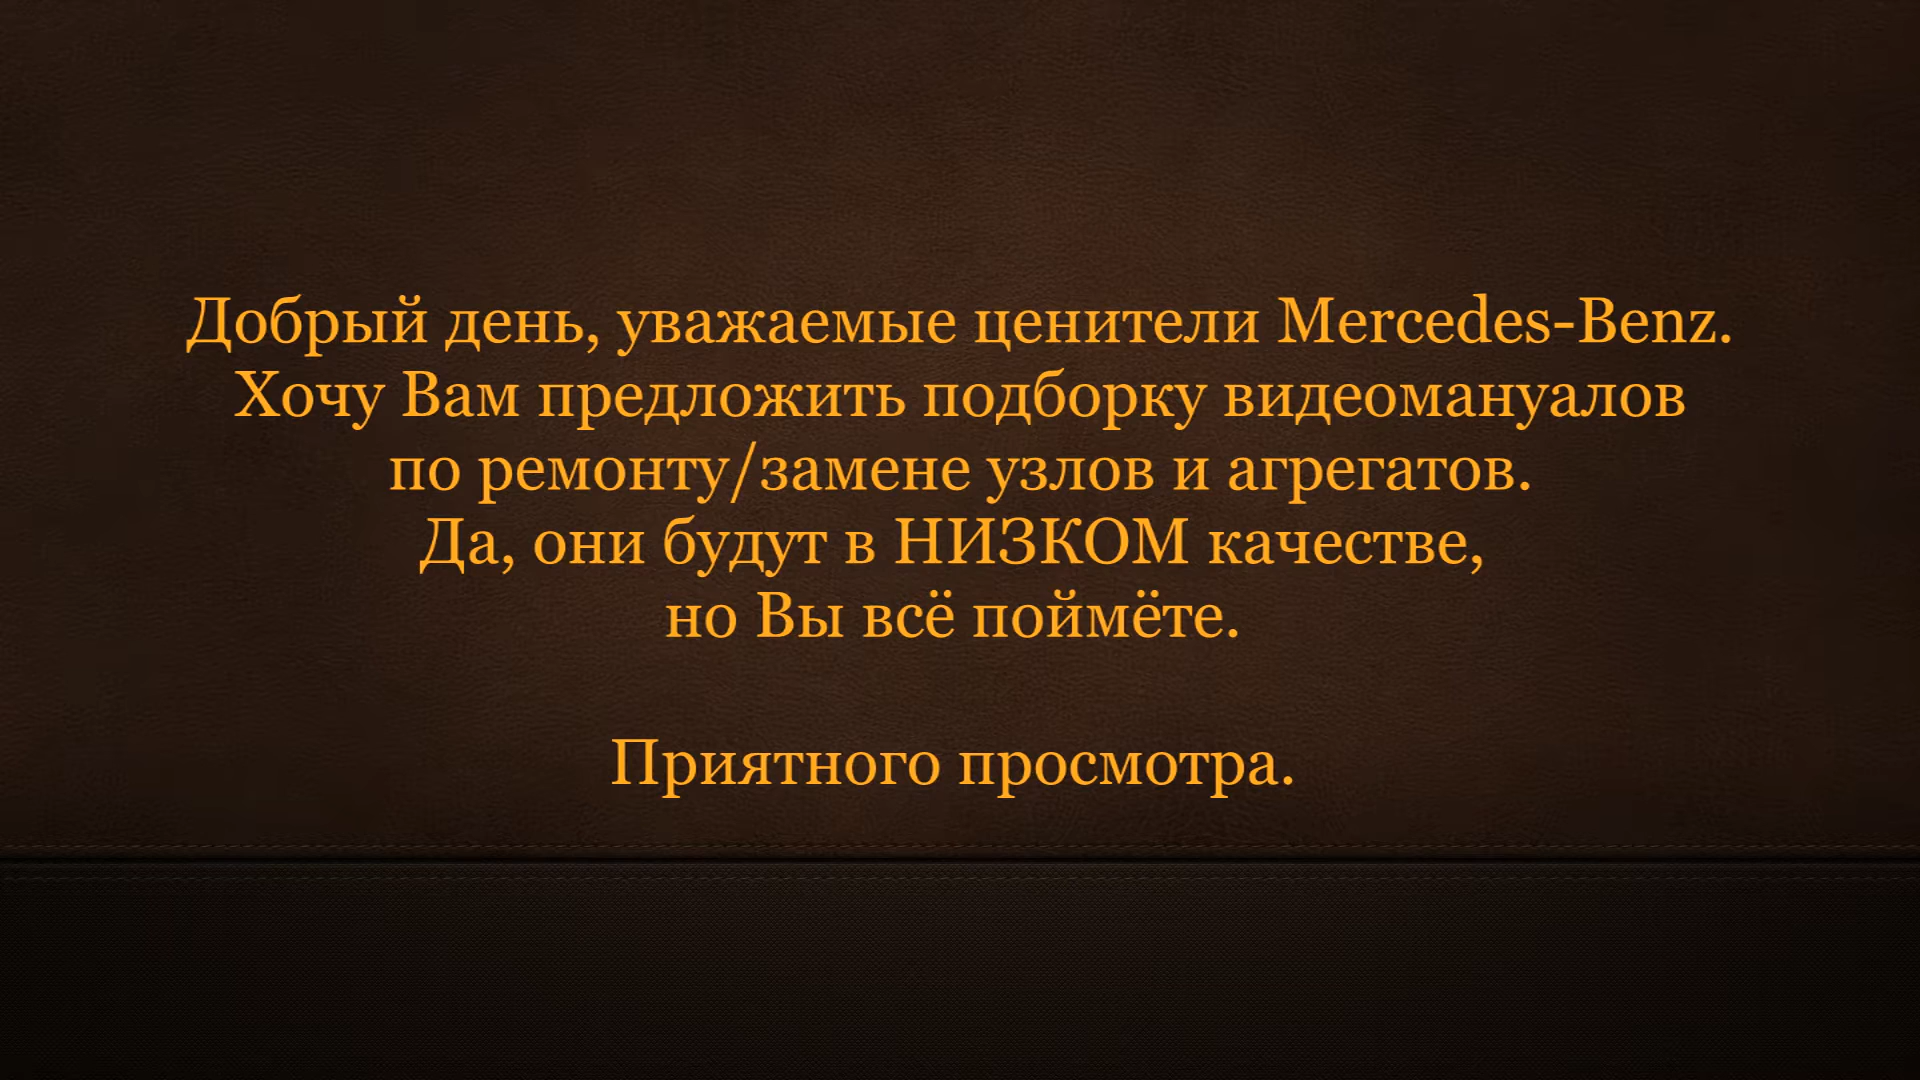 Добрый день, уважаемые ценители Mercedes-Benz.
Хочу Вам предложить подборку видеомануалов
по ремонту/замене узлов и агрегатов.
Да, они будут в НИЗКОМ качестве,
но Вы всё поймёте.
Приятного просмотра.